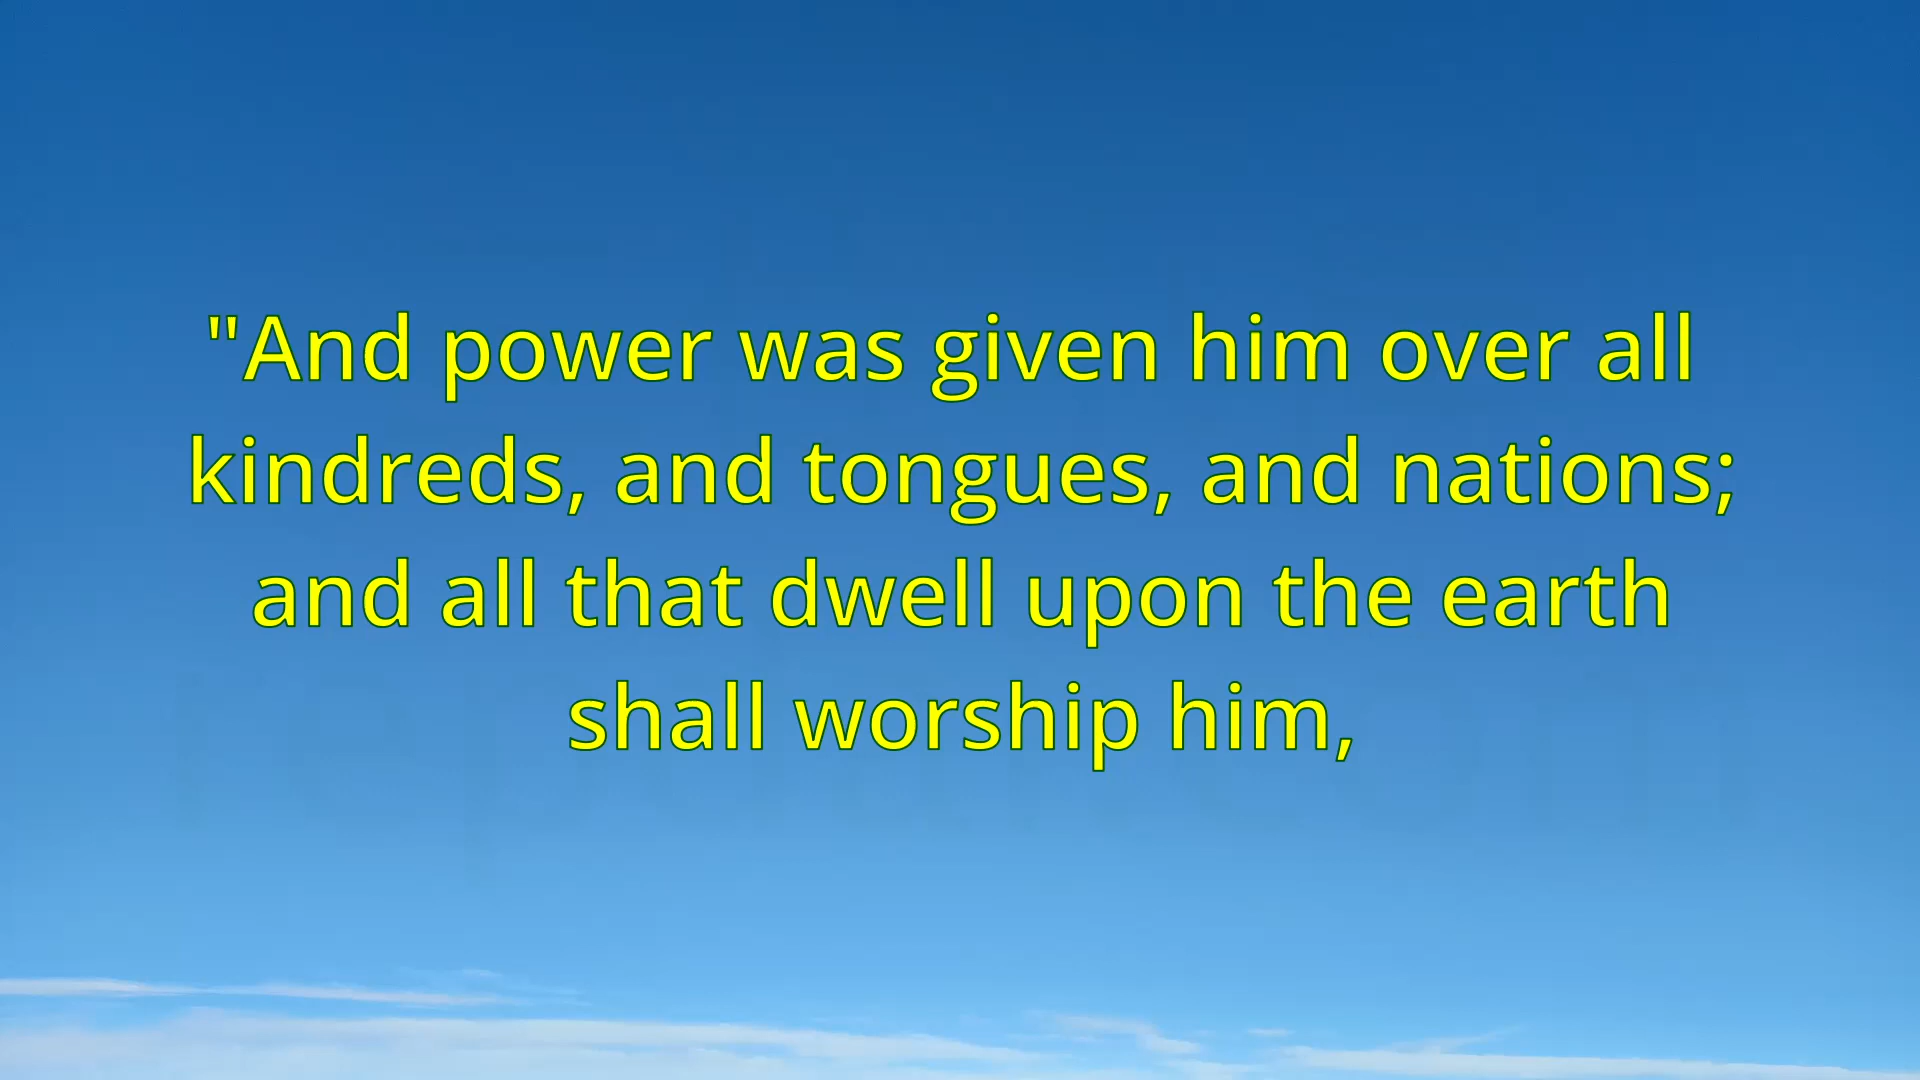 "And power was given him over all
kindreds, and tongues, and nations;
and all that dwell upon the earth
shall worship him,